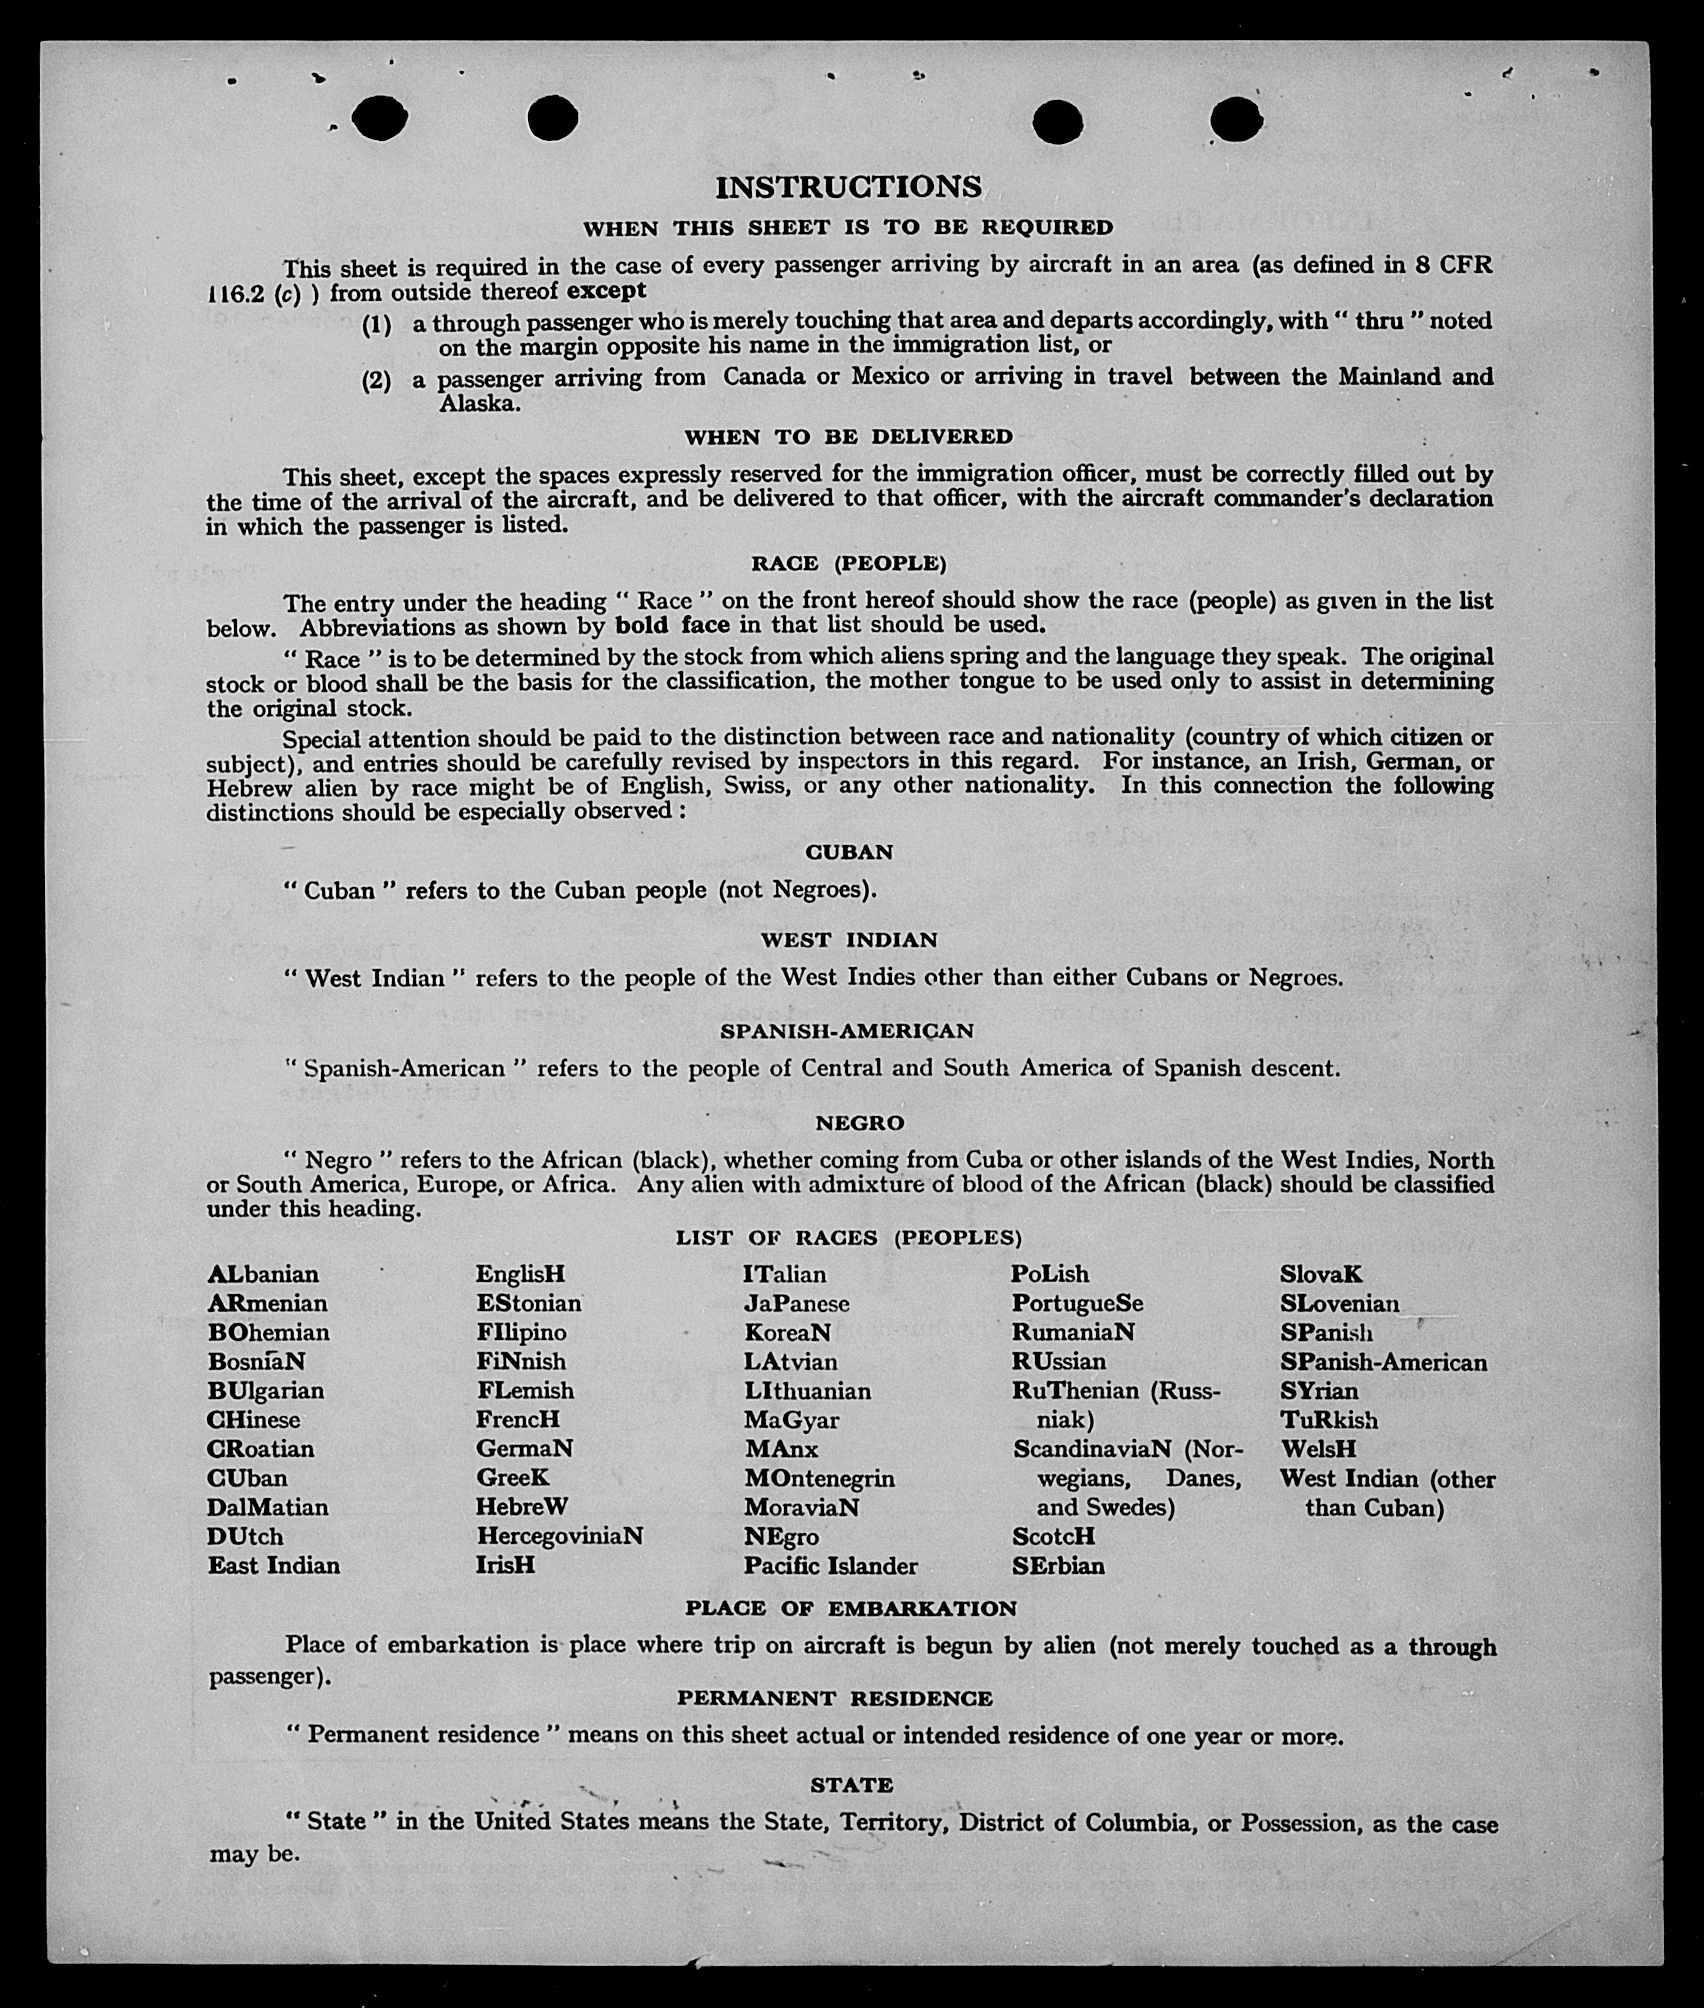 INSTRUCTIONS
WHEN THIS SHEET IS TO BE REQUIRED
This sheet is required in the case of every passenger arriving by aircraft in an area (as defined in 8 CFR
116.2 (c) ) from outside thereof except
(1) a through passenger who is merely touching that area and departs accordingly, with “ thru ” noted
on the margin opposite his name in the immigration list, or
(2) a passenger arriving from Canada or Mexico or arriving in travel between the Mainland and
Alaska.
WHEN TO BE DELIVERED
This sheet, except the spaces expressly reserved for the immigration officer, must be correctly filled out by
the time of the arrival of the aircraft, and be delivered to that officer, with the aircraft commander's declaration
in which the passenger is listed.
RACE (PEOPLE)
The entry under the heading “ Race ” on the front hereof should show the race (people) as given in the list
below. Abbreviations as shown by bold face in that list should be used.
“ Race ” is to be determined by the stock from which aliens spring and the language they speak. The original
stock or blood shall be the basis for the classification, the mother tongue to be used only to assist in determining
the original stock.
Special attention should be paid to the distinction between race and nationality (country of which citizen or
subject), and entries should be carefully revised by inspectors in this regard. For instance, an Irish, German, or
Hebrew alien by race might be of English, Swiss, or any other nationality. In this connection the following
distinctions should be especially observed :
CUBAN
“ Cuban ” refers to the Cuban people (not Negroes).
WEST INDIAN
“ West Indian ” refers to the people of the West Indies other than either Cubans or Negroes.
SPANISH-AMERICAN
“ Spanish-American ” refers to the people of Central and South America of Spanish descent.
NEGRO
“ Negro ” refers to the African (black), whether coming from Cuba or other islands of the West Indies, North
or South America, Europe, or Africa. Any alien with admixture of blood of the African (black) should be classified
under this heading.
LIST OF RACES (PEOPLES)
ALbanian
ARmenian
BOhemian
BosniaN
BUlgarian
CHinese
CRoatian
CUban
DalMatian
DUtch
East Indian
EnglisH
EStonian
FIlipino
FiNnish
FLemish
FrencH
GermaN
GreeK
HebreW
HercegoviniaN
IrisH
ITalian
JaPanese
KoreaN
LAtvian
LIthuanian
MaGyar
MAnx
MOntenegrin
MoraviaN
NEgro
Pacific Islander
PoLish
PortugueSe
RumaniaN
RUssian
RuThenian (Russ-
niak)
ScandinaviaN (Nor-
wegians, Danes,
and Swedes)
ScotcH
SErbian
SlovaK
SLovenian
SPanish
SPanish-American
SYrian
TuRkish
WelsH
West Indian (other
than Cuban)
PLACE OF EMBARKATION
Place of embarkation is place where trip on aircraft is begun by alien (not merely touched as a through
passenger).
PERMANENT RESIDENCE
“ Permanent residence ” means on this sheet actual or intended residence of one year or more.
STATE
“ State ” in the United States means the State, Territory, District of Columbia, or Possession, as the case
may be.